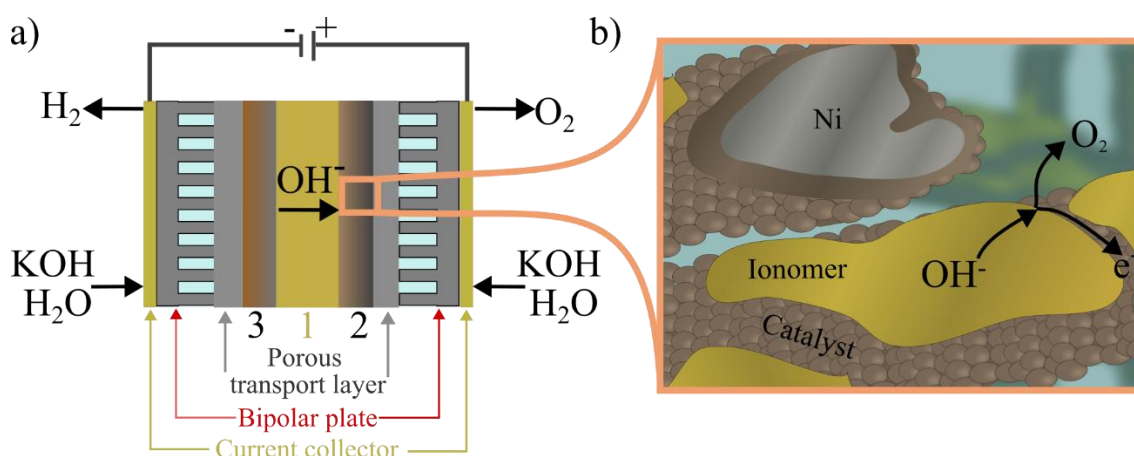 a)
- +
H2
O2
OH-
KOH
H2O
KOH
H2O
3 1 2
Porous
transport layer
Bipolar plate
Current collector
b)
Ni
O2
Ionomer
OH-
e-
Catalyst